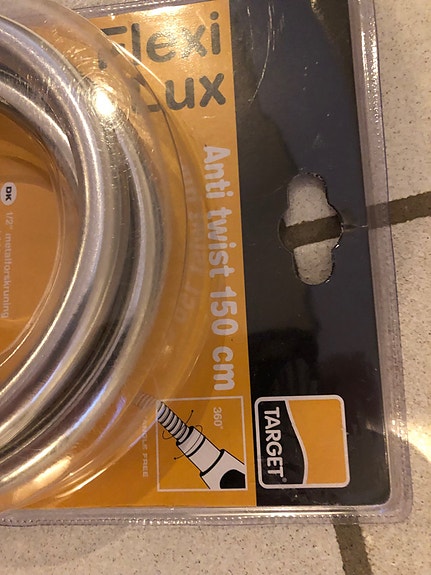 Flexi
Lux
Anti twist 150 cm
360°
TARGET®
DK 1/2" metalforskruning